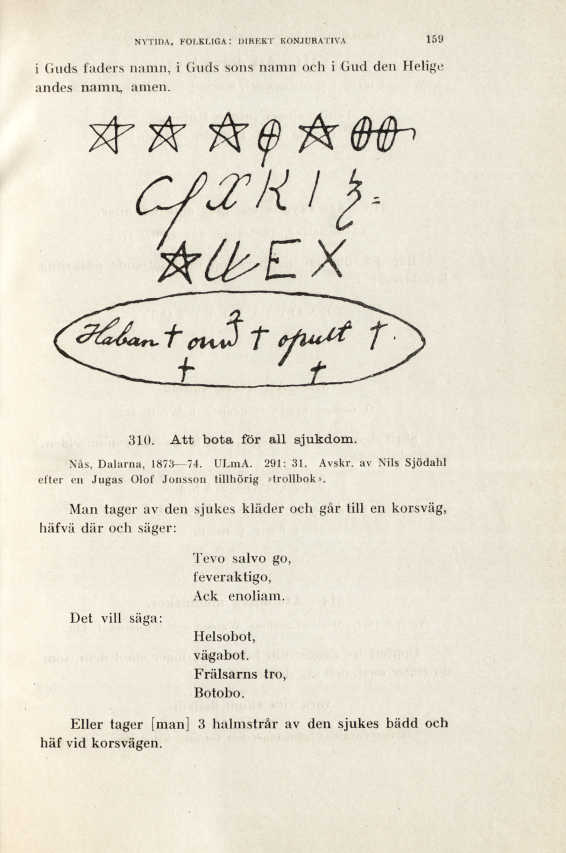 NYTIDA, FOLKLIGA: DIREKT KONJURATIVA 159
i Guds faders namn, i Guds sons namn och i Gud den Helige
andes namn, amen.
X K I
E X
Haban † † opult †.
† †
310. Att bota för all sjukdom.
Nås, Dalarna, 1873—74. ULmA. 291: 31. Avskr. av Nils Sjödahl
efter en Jugas Olof Jonsson tillhörig »trollbok».
Man tager av den sjukes kläder och går till en korsväg,
häfvä där och säger:
Tevo salvo go,
feveraktigo,
Ack enoliam.
Det vill säga:
Helsobot,
vägabot.
Frälsarns tro,
Botobo.
Eller tager [man] 3 halmstrår av den sjukes bädd och
häf vid korsvägen.